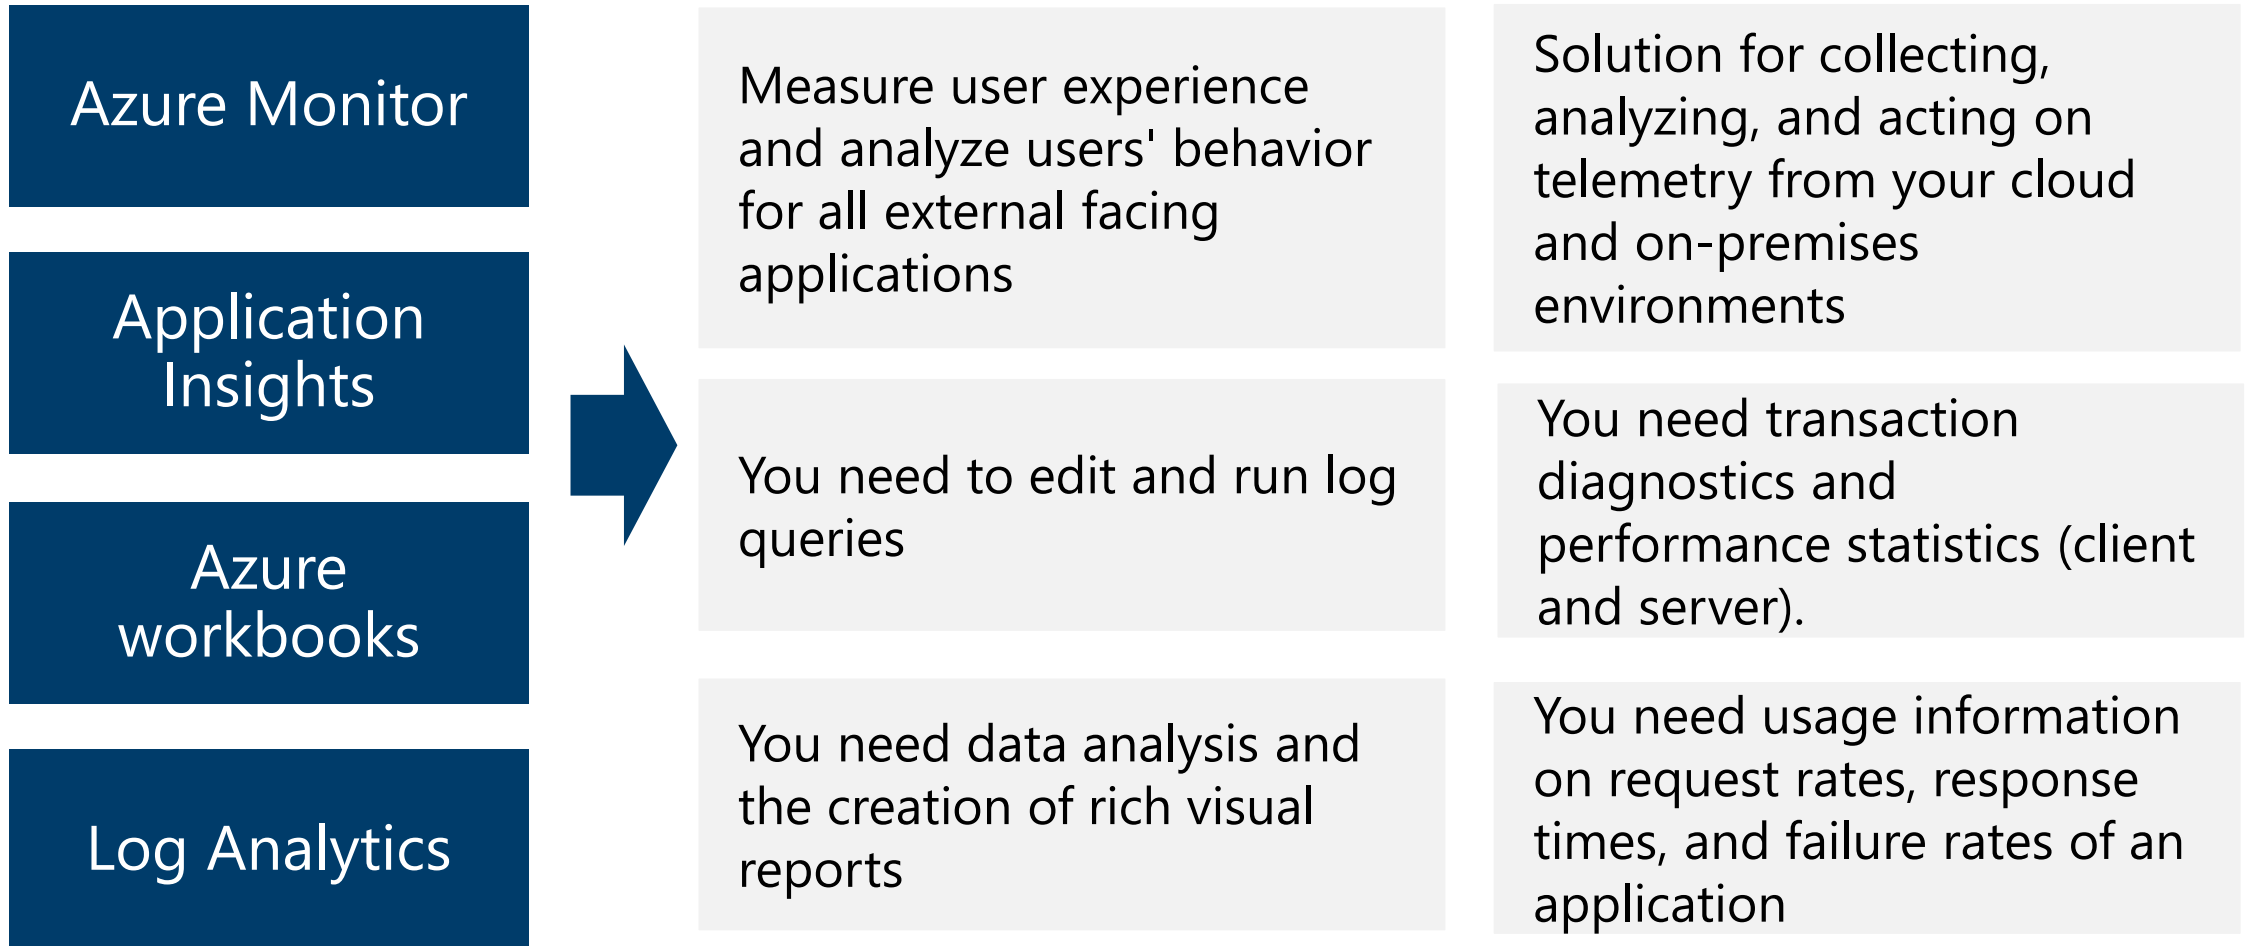 Azure Monitor
Application
Insights
Azure
workbooks
Log Analytics
Measure user experience
and analyze users' behavior
for all external facing
applications
You need to edit and run log
queries
You need data analysis and
the creation of rich visual
reports
Solution for collecting,
analyzing, and acting on
telemetry from your cloud
and on-premises
environments
You need transaction
diagnostics and
performance statistics (client
and server).
You need usage information
on request rates, response
times, and failure rates of an
application